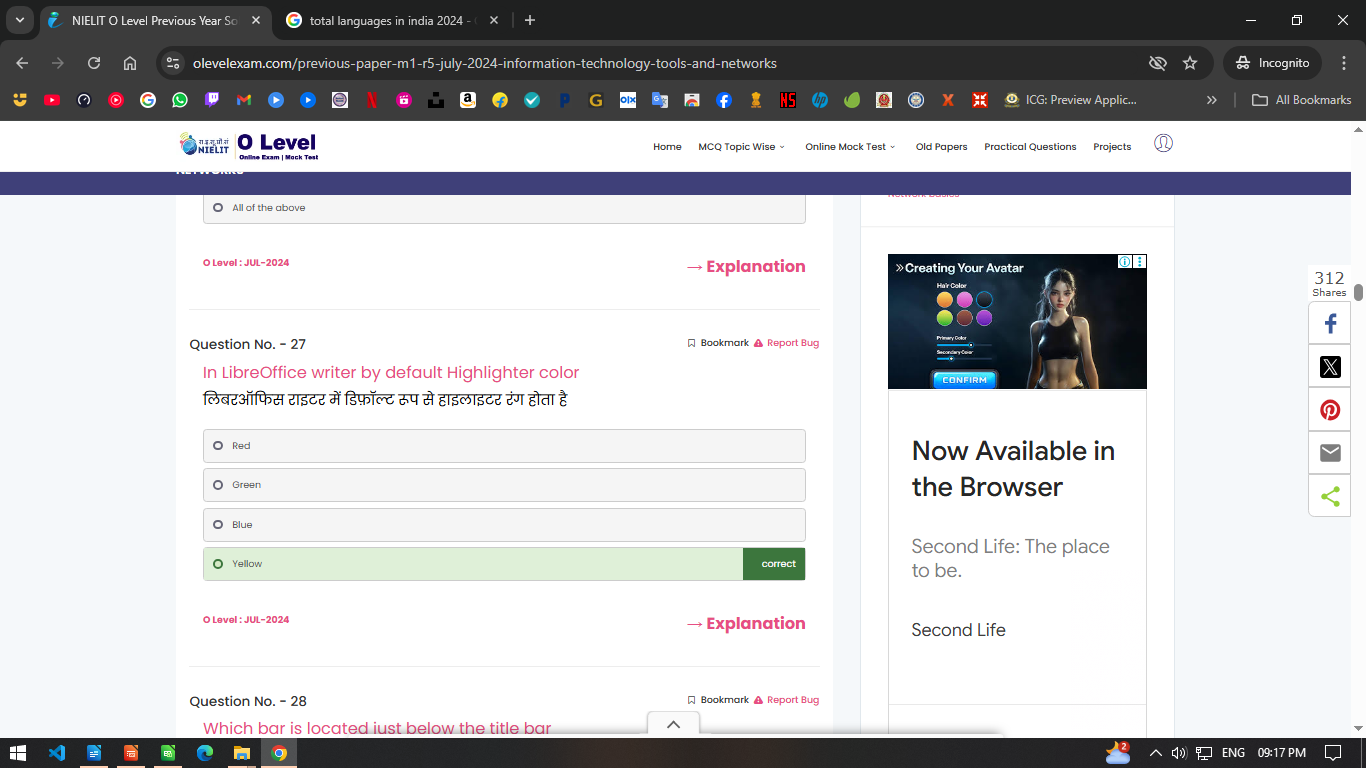 NIELIT O Level Previous Year So
total languages in india 2024 -
olevelexam.com/previous-paper-m1-r5-july-2024-information-technology-tools-and-networks
Incognito
ICG: Preview Applic...
All Bookmarks
NIELIT
O Level
Online Exam | Mock Test
Home
MCQ Topic Wise
Online Mock Test
Old Papers
Practical Questions
Projects
NETWORKS
Network Basics
All of the above
O Level : JUL-2024
→ Explanation
Question No. - 27
Bookmark
Report Bug
In LibreOffice writer by default Highlighter color
लिबरऑफिस राइटर में डिफ़ॉल्ट रूप से हाइलाइटर रंग होता है
Red
Green
Blue
Yellow
correct
O Level : JUL-2024
→ Explanation
Question No. - 28
Bookmark
Report Bug
Which bar is located just below the title bar
Creating Your Avatar
Hair Color
Primary Color
Secondary Color
CONFIRM
Now Available in
the Browser
Second Life: The place
to be.
Second Life
312
Shares
2
ENG
09:17 PM